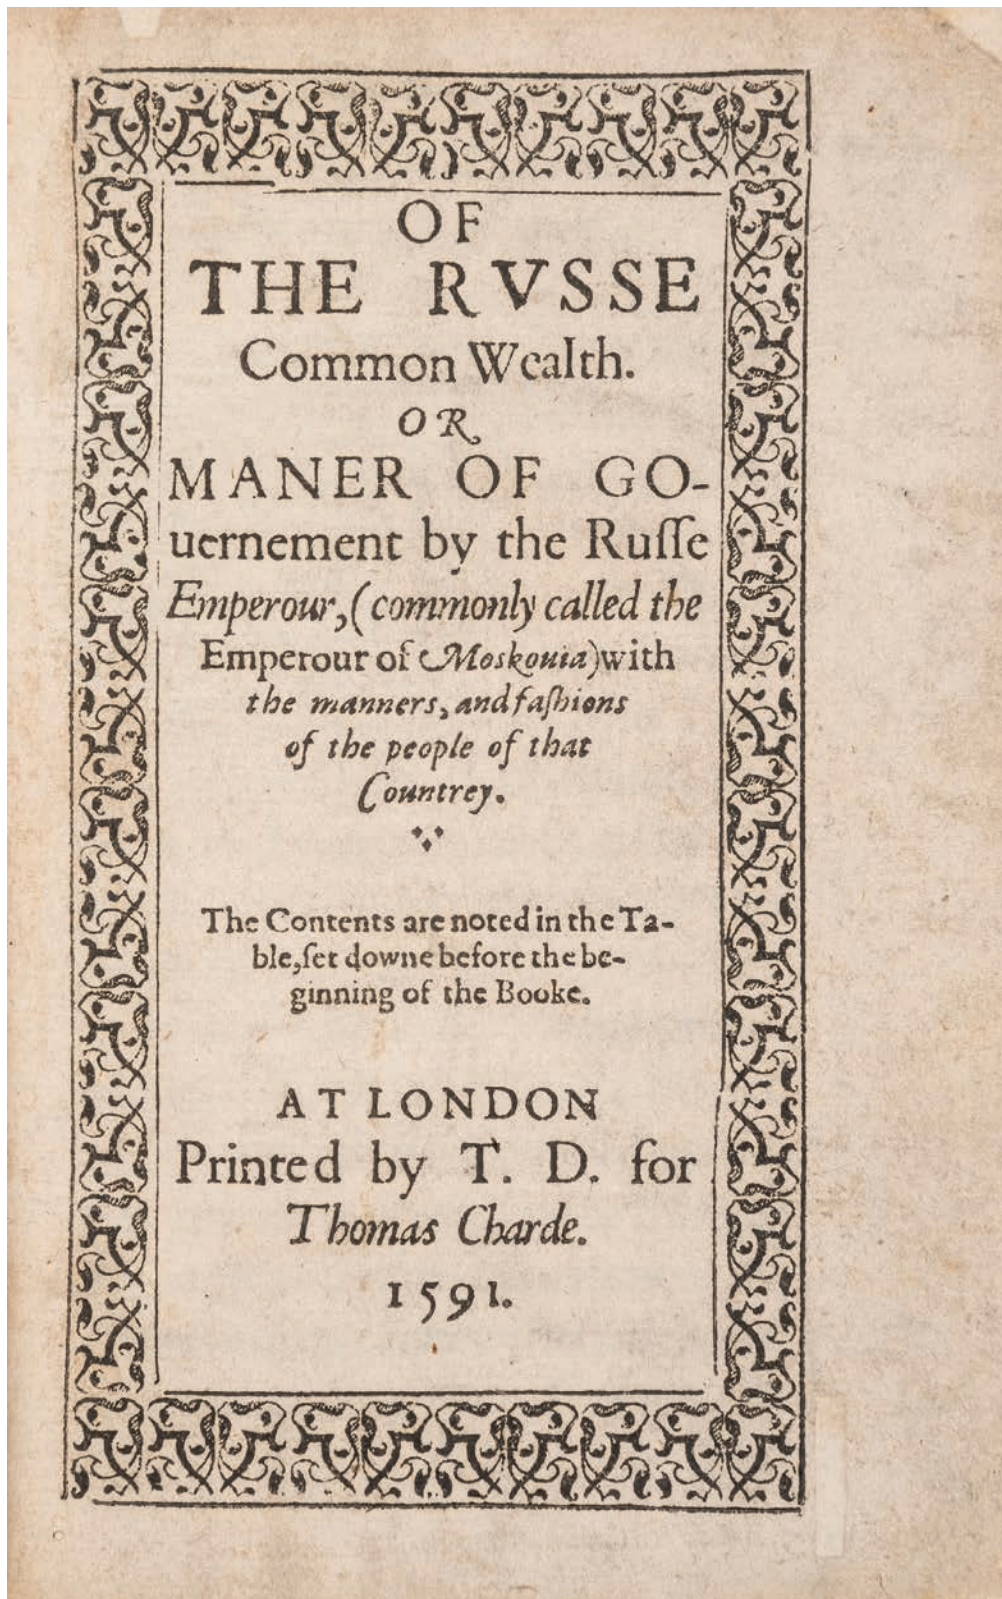 OF
THE RVSSE
Common Wealth.
OR
MANER OF GO-
uernement by the Ruſſe
Emperour, (commonly called the
Emperour of Moskouia) with
the manners, and faſhions
of the people of that
Countrey.
The Contents are noted in the Ta-
ble, ſet downe before the be-
ginning of the Booke.
AT LONDON
Printed by T. D. for
Thomas Charde.
1591.